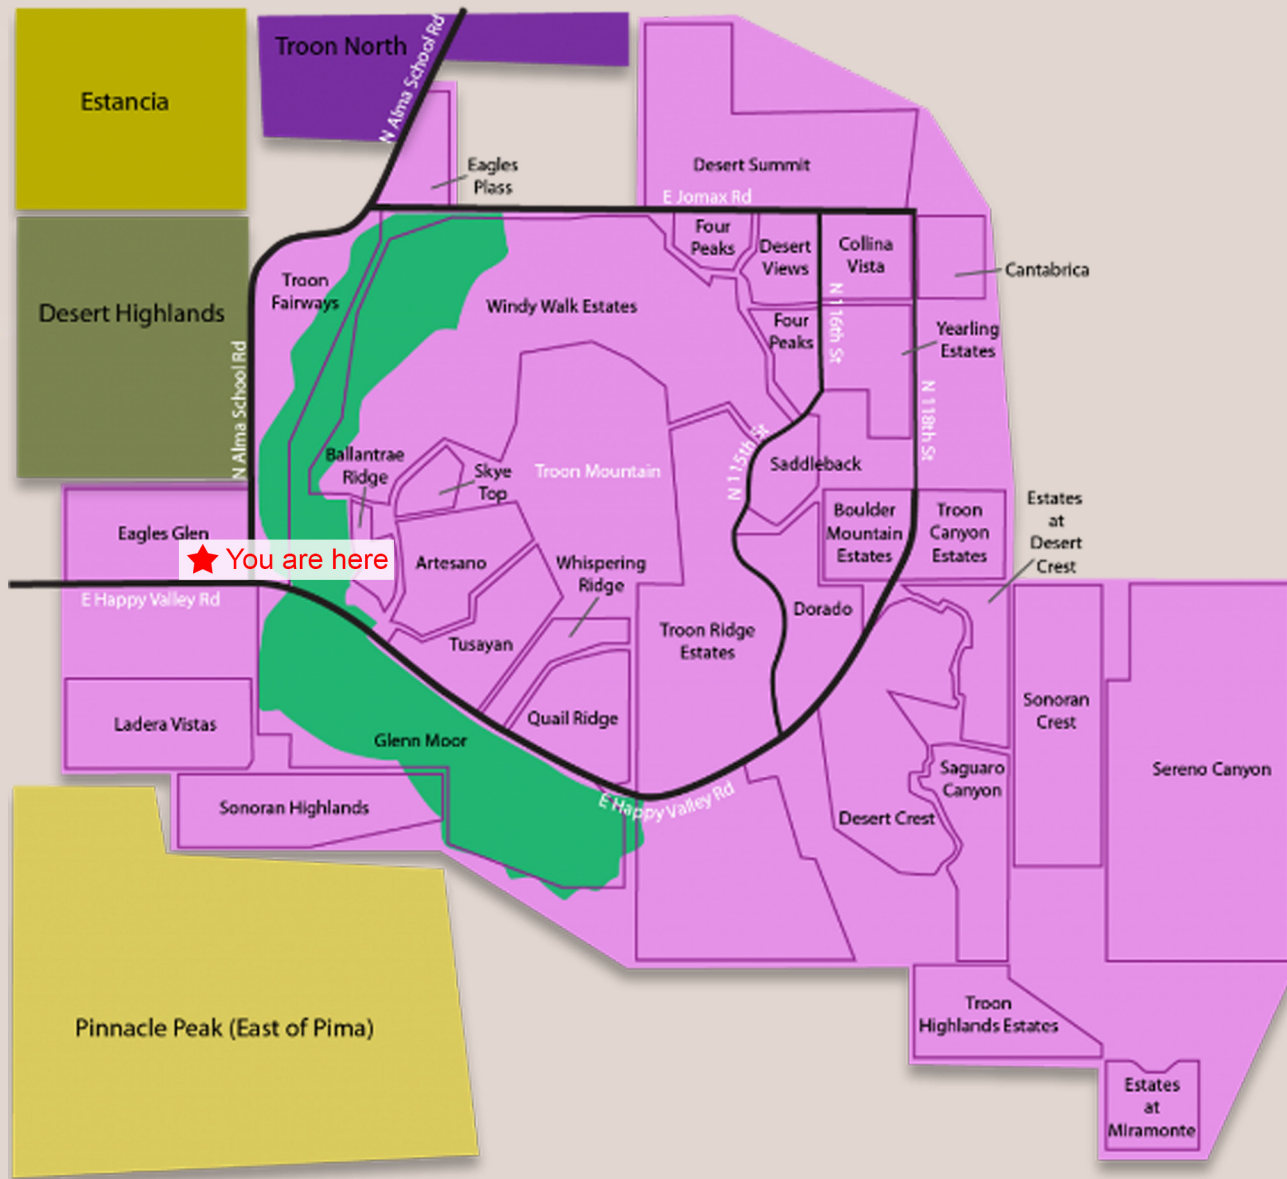 Estancia
Troon North
N Alma School Rd
Eagles
Plass
Desert Summit
E Jomax Rd
Desert Highlands
Troon
Fairways
N Alma School Rd
Windy Walk Estates
Four
Peaks
Desert
Views
Collina
Vista
Cantabrica
Four
Peaks
N 116th St
Yearling
Estates
N 118th St
Ballantrae
Ridge
Skye
Top
Troon Mountain
N 115th St
Saddleback
Eagles Glen
You are here
E Happy Valley Rd
Artesano
Whispering
Ridge
Boulder
Mountain
Estates
Troon
Canyon
Estates
Estates
at
Desert
Crest
Tusayan
Troon Ridge
Estates
Dorado
Ladera Vistas
Glenn Moor
Quail Ridge
Sonoran
Crest
Sereno Canyon
Sonoran Highlands
E Happy Valley Rd
Desert Crest
Saguaro
Canyon
Pinnacle Peak (East of Pima)
Troon
Highlands Estates
Estates
at
Miramonte